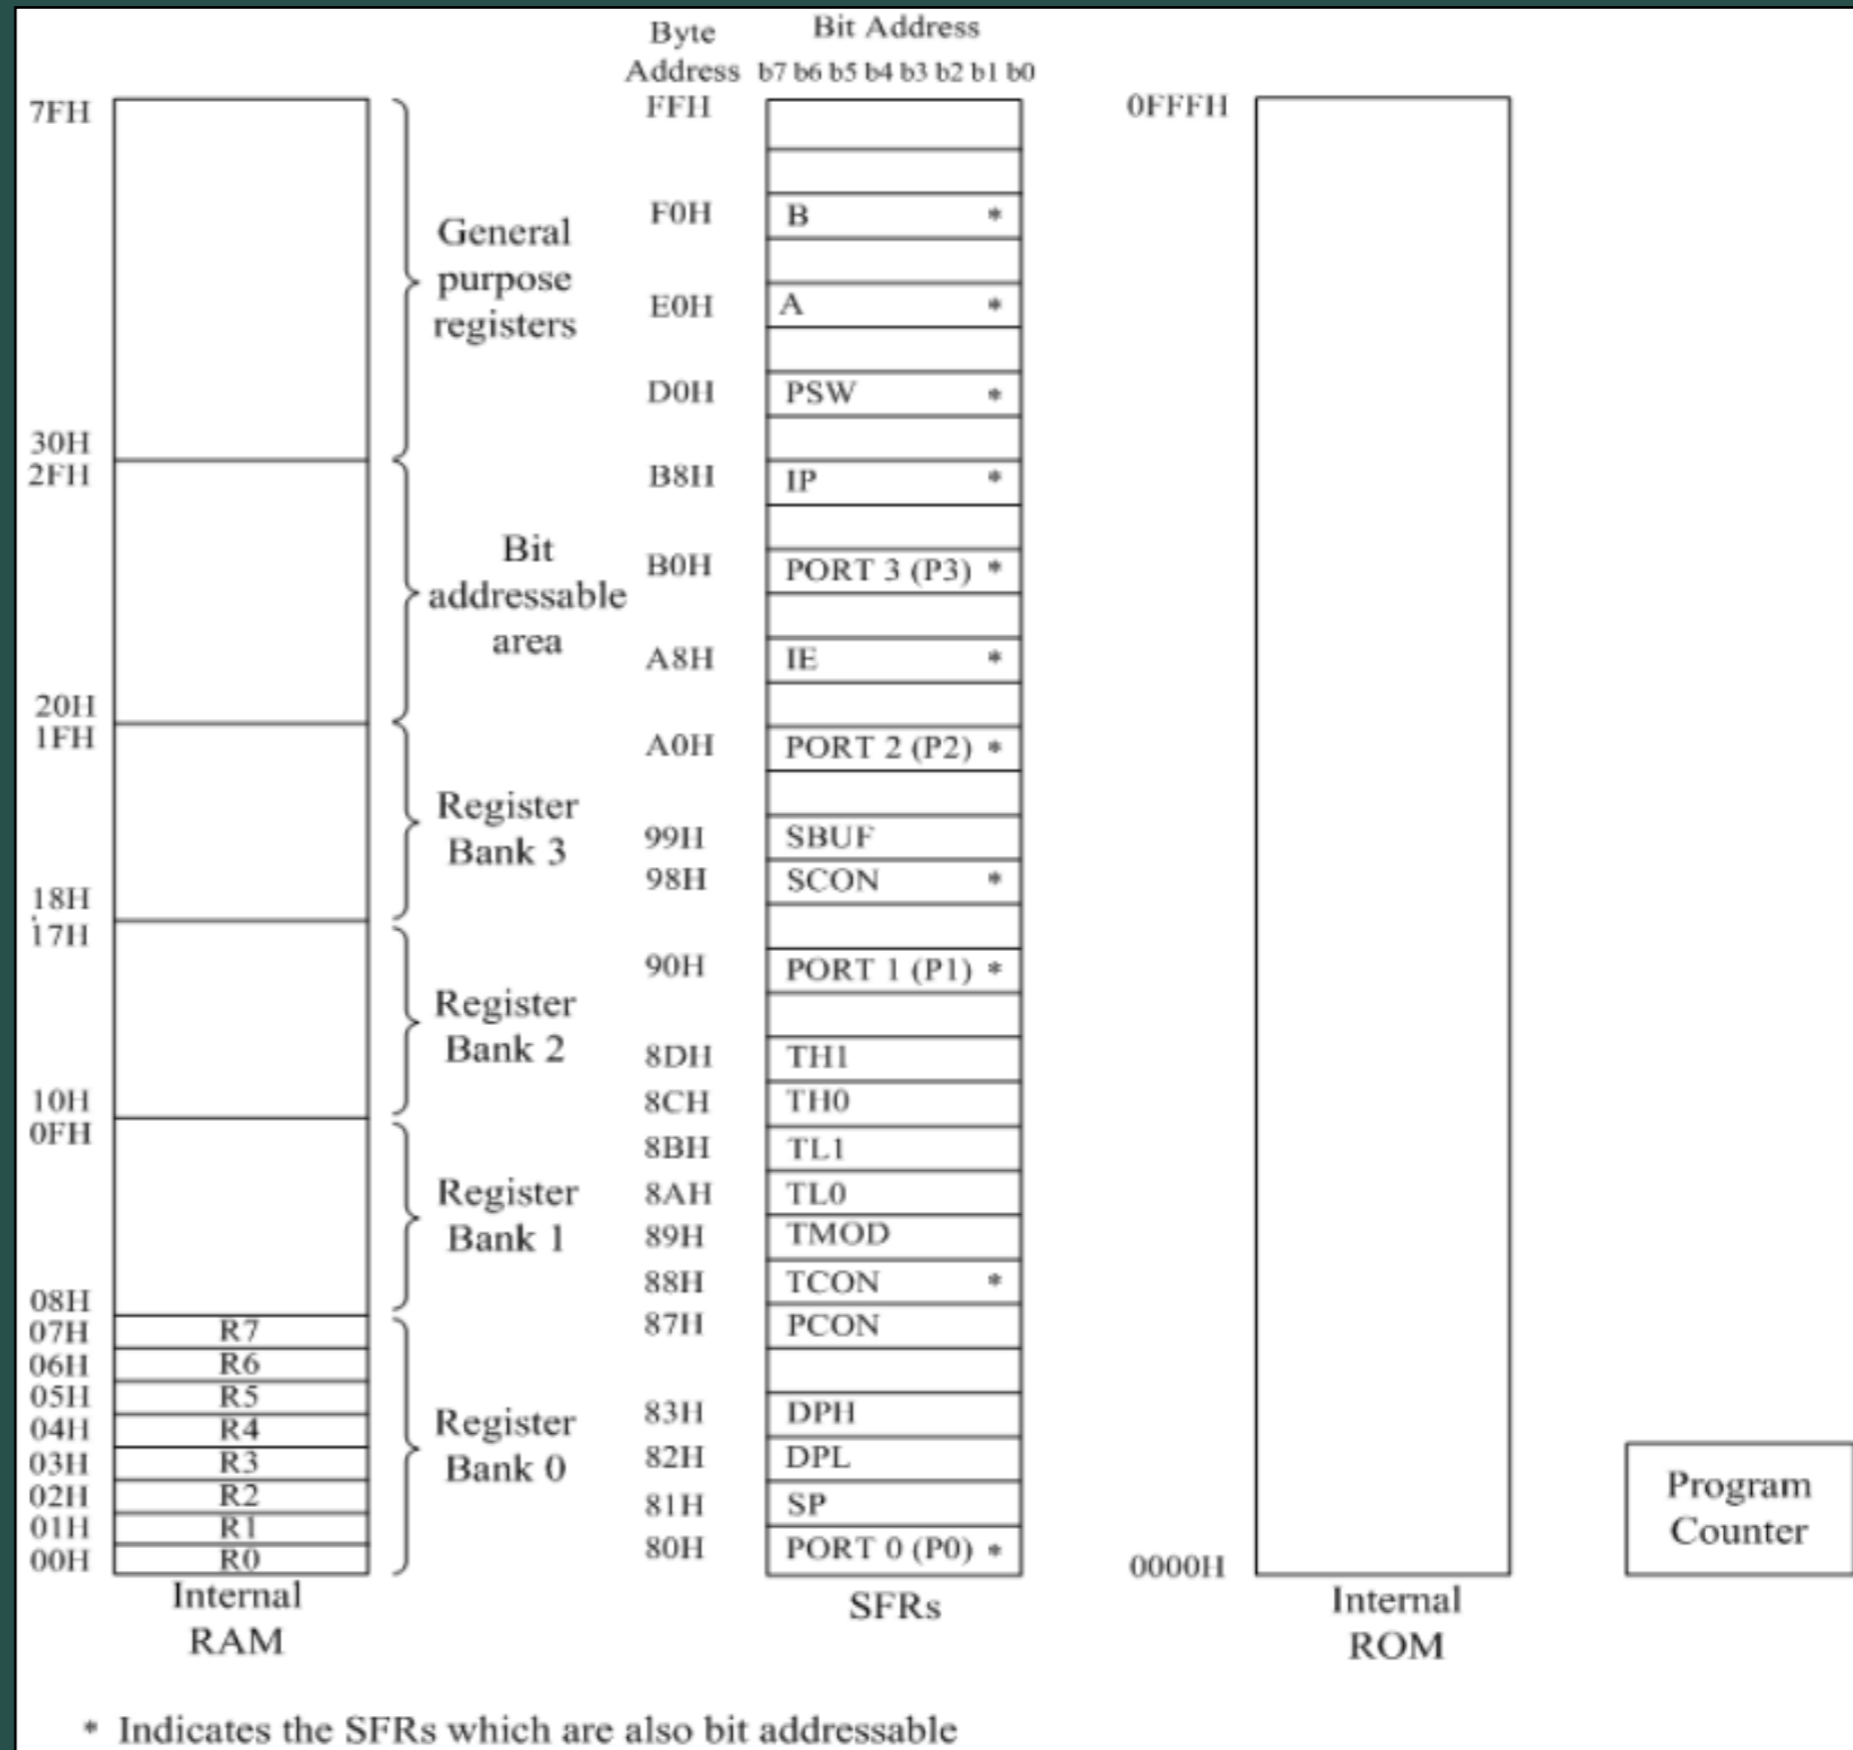 Byte
Address
Bit Address
b7 b6 b5 b4 b3 b2 b1 b0
7FH
30H
2FH
20H
1FH
18H
17H
10H
0FH
08H
07H R7
06H R6
05H R5
04H R4
03H R3
02H R2
01H R1
00H R0
Internal
RAM
General
purpose
registers
Bit
addressable
area
Register
Bank 3
Register
Bank 2
Register
Bank 1
Register
Bank 0
FFH
F0H B *
E0H A *
D0H PSW *
B8H IP *
B0H PORT 3 (P3) *
A8H IE *
A0H PORT 2 (P2) *
99H SBUF
98H SCON *
90H PORT 1 (P1) *
8DH TH1
8CH TH0
8BH TL1
8AH TL0
89H TMOD
88H TCON *
87H PCON
83H DPH
82H DPL
81H SP
80H PORT 0 (P0) *
SFRs
0FFFH
0000H
Internal
ROM
Program
Counter
* Indicates the SFRs which are also bit addressable